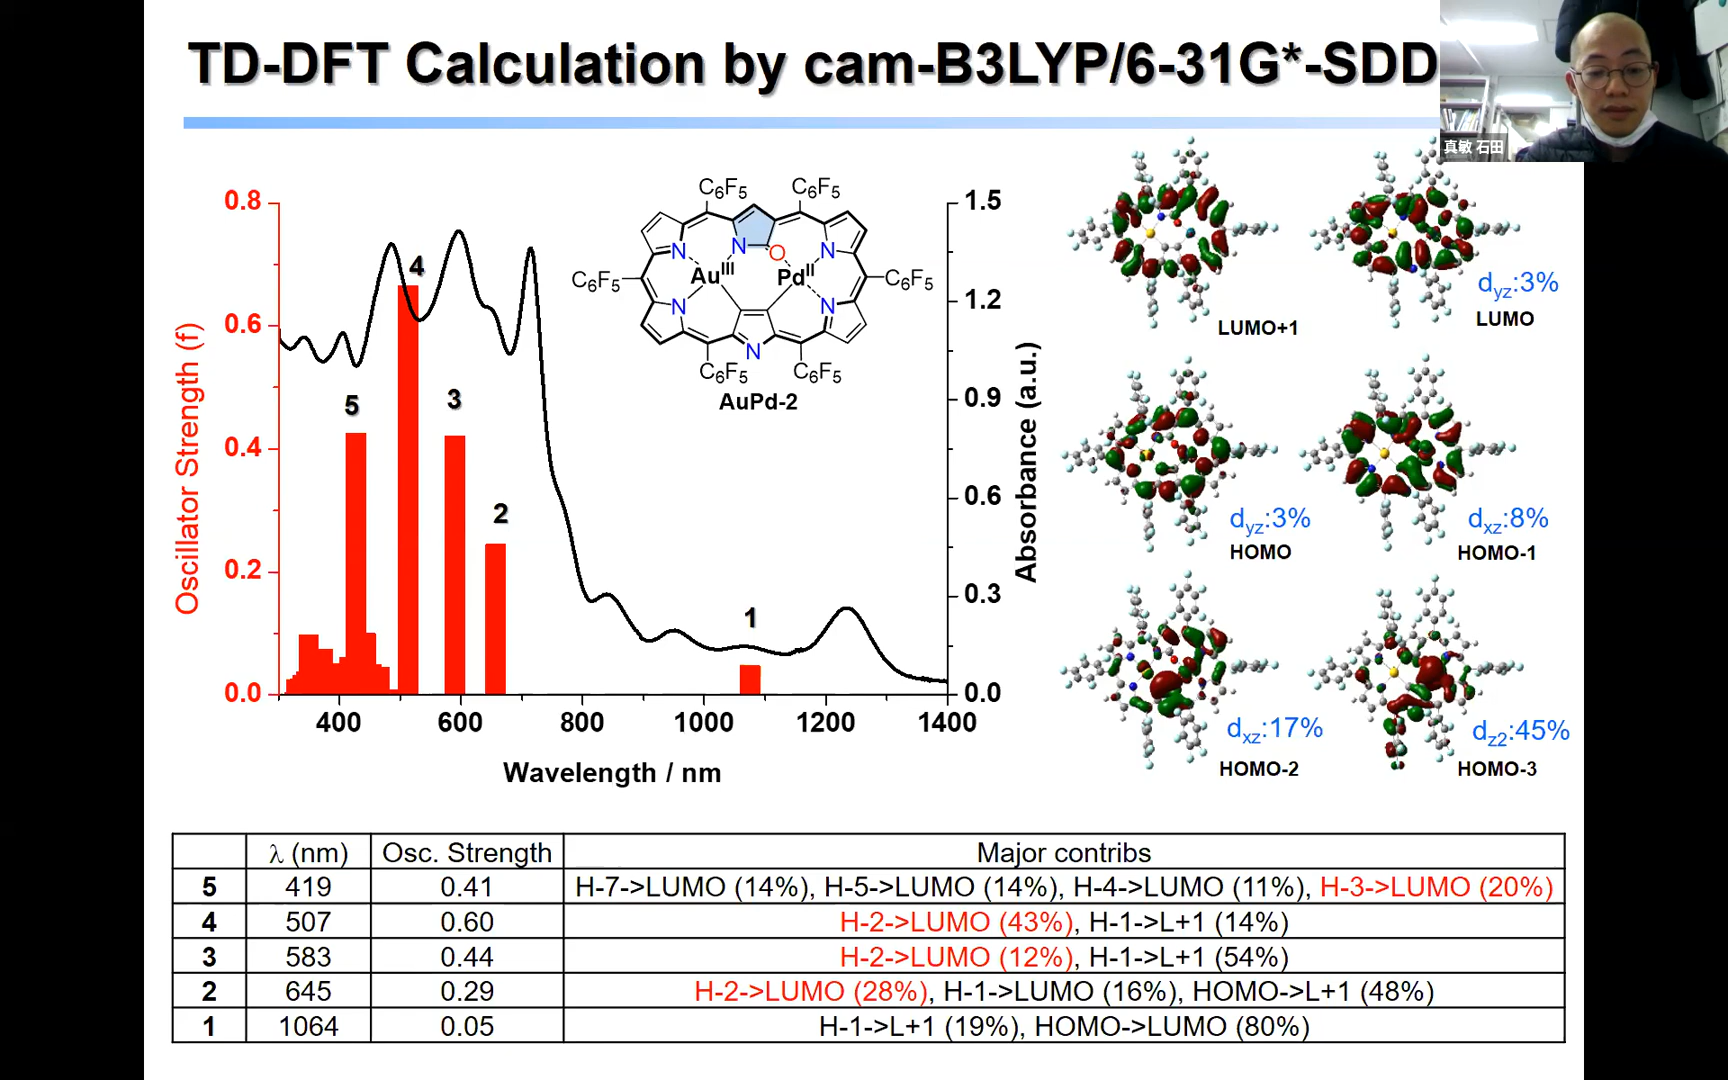 TD-DFT Calculation by cam-B3LYP/6-31G*-SDD
真敏 石田
0.8
0.6
0.4
0.2
0.0
Oscillator Strength (f)
400
600
800
1000
1200
1400
Wavelength / nm
1.5
1.2
0.9
0.6
0.3
0.0
Absorbance (a.u.)
5
4
3
2
1
C6F5
C6F5
C6F5
C6F5
C6F5
C6F5
N
N
O
N
AuIII
PdII
N
N
N
AuPd-2
LUMO+1
dyz:3%
LUMO
dyz:3%
HOMO
dxz:8%
HOMO-1
dxz:17%
HOMO-2
dz2:45%
HOMO-3
λ (nm) Osc. Strength Major contribs
5 419 0.41 H-7->LUMO (14%), H-5->LUMO (14%), H-4->LUMO (11%), H-3->LUMO (20%)
4 507 0.60 H-2->LUMO (43%), H-1->L+1 (14%)
3 583 0.44 H-2->LUMO (12%), H-1->L+1 (54%)
2 645 0.29 H-2->LUMO (28%), H-1->LUMO (16%), HOMO->L+1 (48%)
1 1064 0.05 H-1->L+1 (19%), HOMO->LUMO (80%)